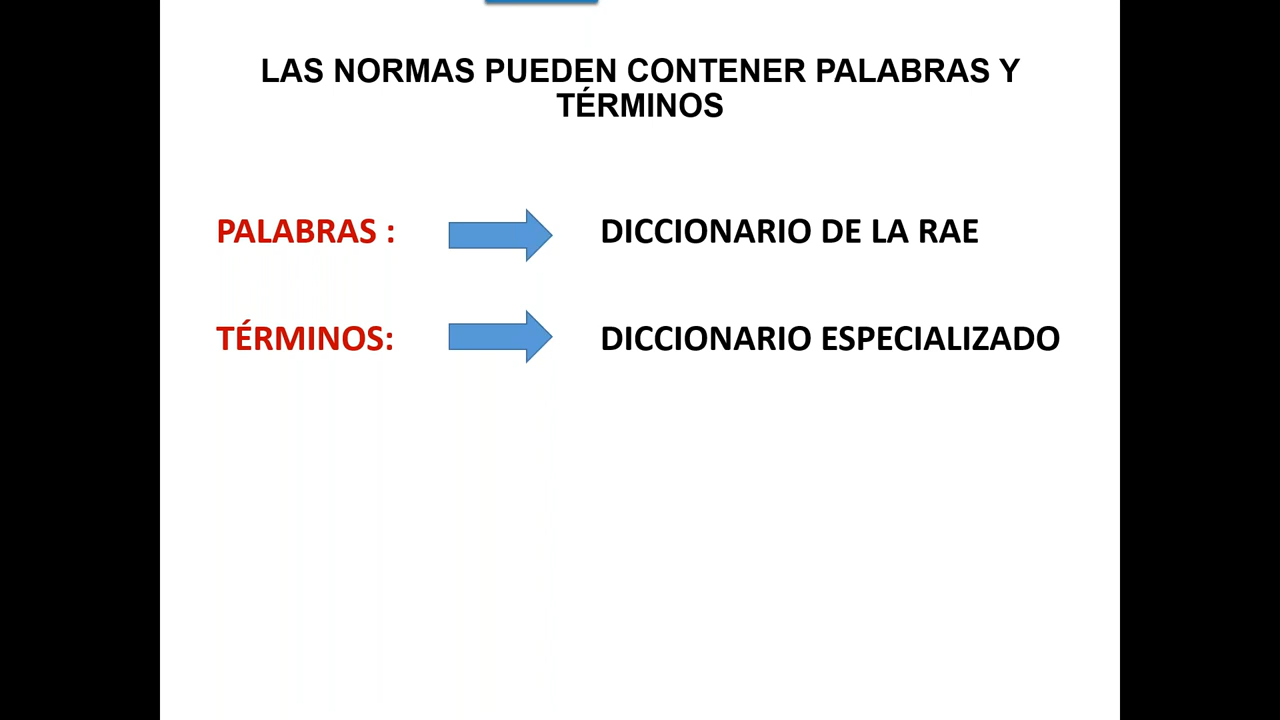 LAS NORMAS PUEDEN CONTENER PALABRAS Y
TÉRMINOS
PALABRAS : DICCIONARIO DE LA RAE
TÉRMINOS: DICCIONARIO ESPECIALIZADO